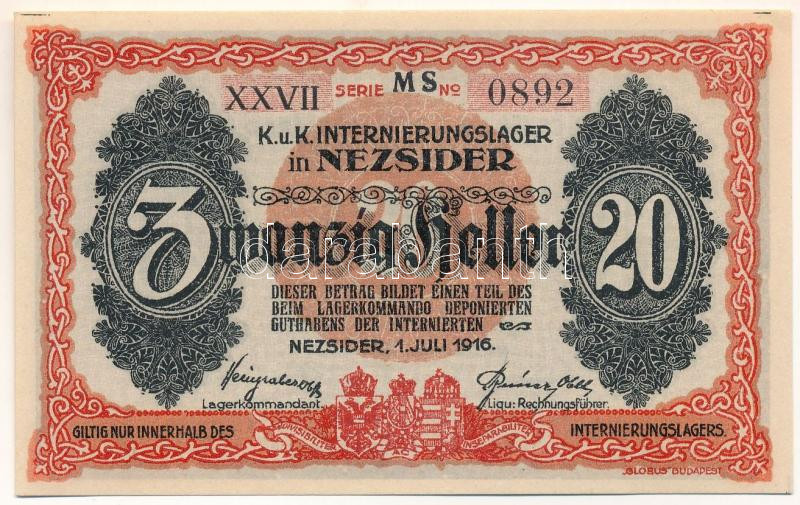 XXVII SERIE MS No 0892
K.u.K. INTERNIERUNGSLAGER
in NEZSIDER
Zwanzig Heller 20
darabanth
DIESER BETRAG BILDET EINEN TEIL DES
BEIM LAGERKOMMANDO DEPONIERTEN
GUTHABENS DER INTERNIERTEN
NEZSIDER, 1. JULI 1916.
Lagerkommandant. Liqu: Rechnungsführer.
INDIVISIBILITER AC INSEPARABILITER
GILTIG NUR INNERHALB DES INTERNIERUNGSLAGERS.
„GLOBUS" BUDAPEST